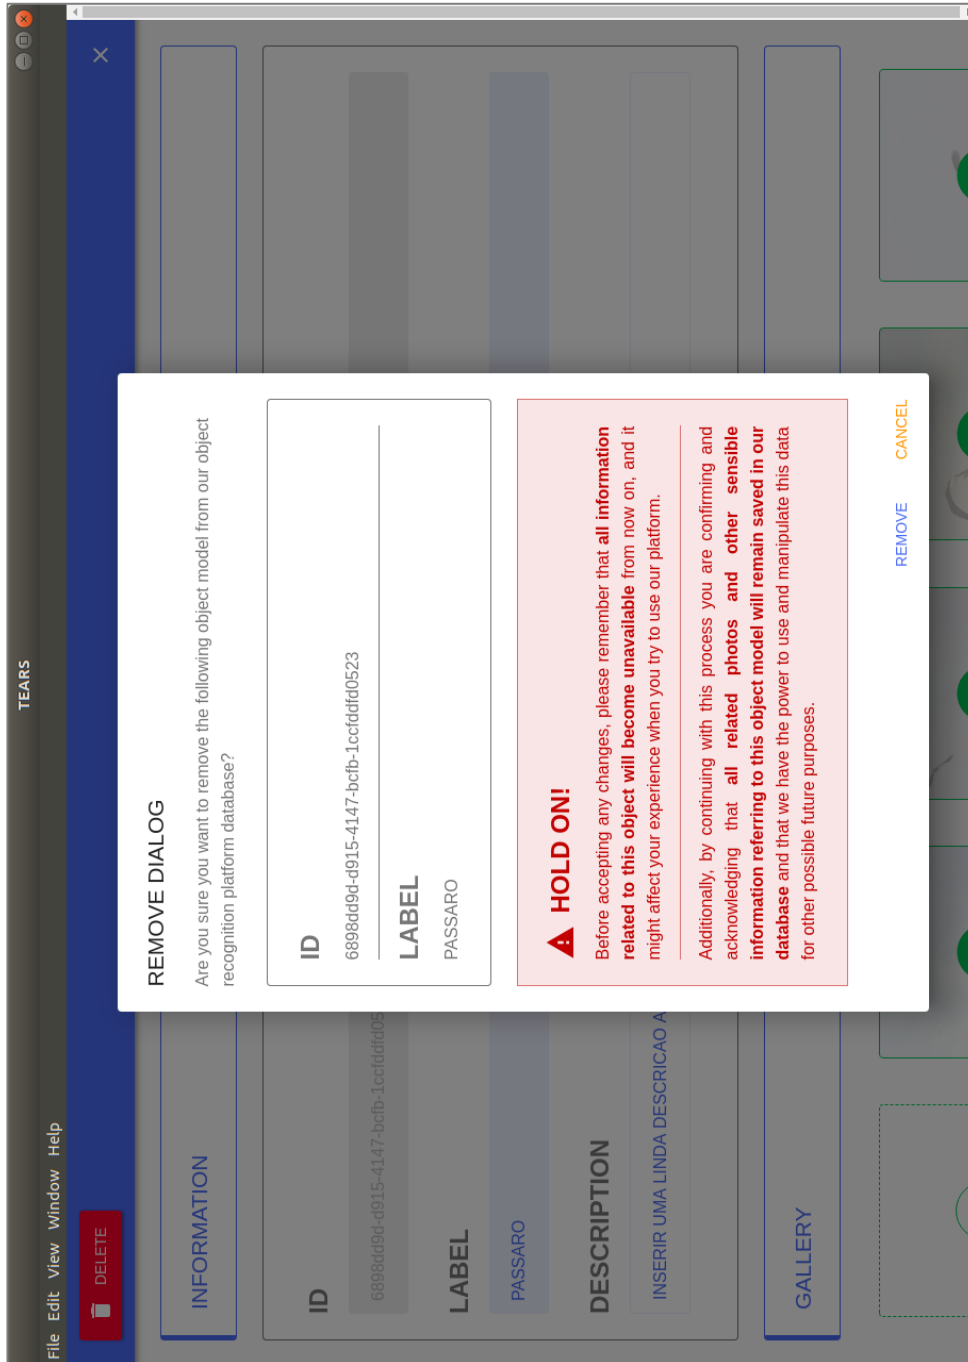 TEARS
File Edit View Window Help
DELETE
INFORMATION
ID
6898dd9d-d915-4147-bcfb-1ccfddfd05
LABEL
PASSARO
DESCRIPTION
INSERIR UMA LINDA DESCRICAO A
GALLERY
REMOVE DIALOG
Are you sure you want to remove the following object model from our object
recognition platform database?
ID
6898dd9d-d915-4147-bcfb-1ccfddfd0523
LABEL
PASSARO
HOLD ON!
Before accepting any changes, please remember that all information
related to this object will become unavailable from now on, and it
might affect your experience when you try to use our platform.
Additionally, by continuing with this process you are confirming and
acknowledging that all related photos and other sensible
information referring to this object model will remain saved in our
database and that we have the power to use and manipulate this data
for other possible future purposes.
REMOVE CANCEL